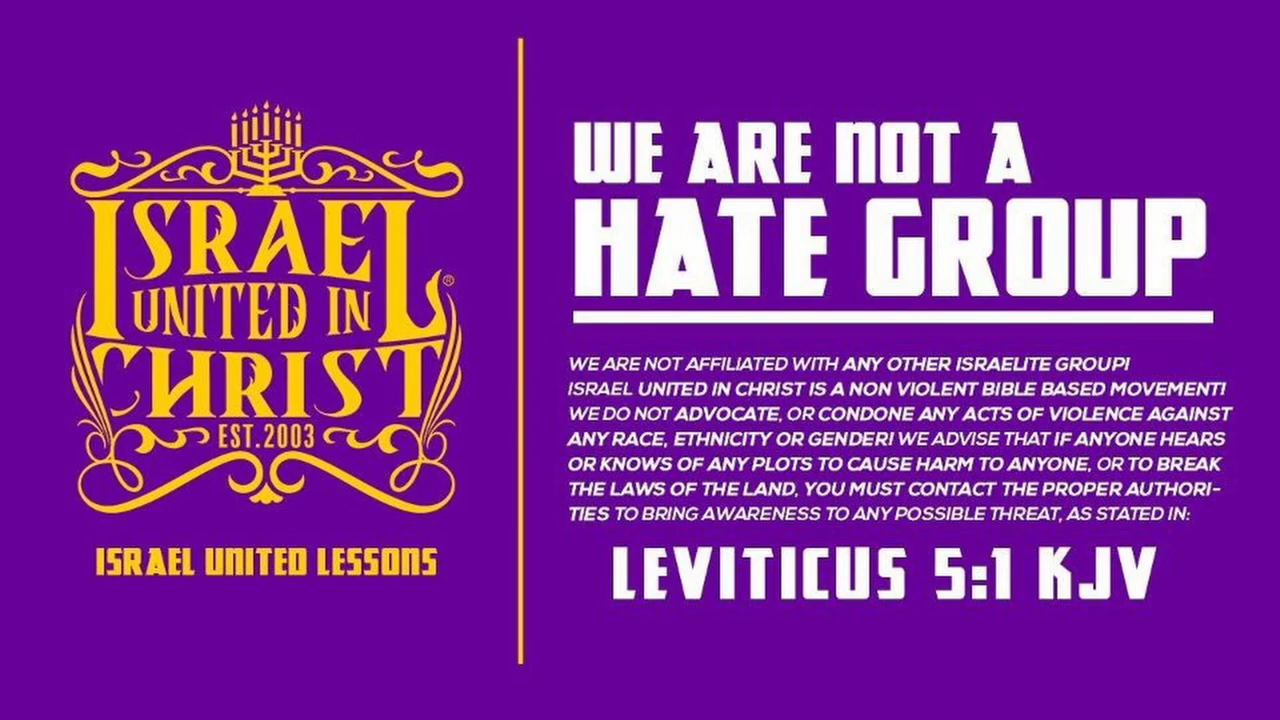 ISRAEL
UNITED IN
CHRIST
EST.2003
®
ISRAEL UNITED LESSONS
WE ARE NOT A
HATE GROUP
WE ARE NOT AFFILIATED WITH ANY OTHER ISRAELITE GROUP!
ISRAEL UNITED IN CHRIST IS A NON VIOLENT BIBLE BASED MOVEMENT!
WE DO NOT ADVOCATE, OR CONDONE ANY ACTS OF VIOLENCE AGAINST
ANY RACE, ETHNICITY OR GENDER! WE ADVISE THAT IF ANYONE HEARS
OR KNOWS OF ANY PLOTS TO CAUSE HARM TO ANYONE, OR TO BREAK
THE LAWS OF THE LAND, YOU MUST CONTACT THE PROPER AUTHORI-
TIES TO BRING AWARENESS TO ANY POSSIBLE THREAT, AS STATED IN:
LEVITICUS 5:1 KJV